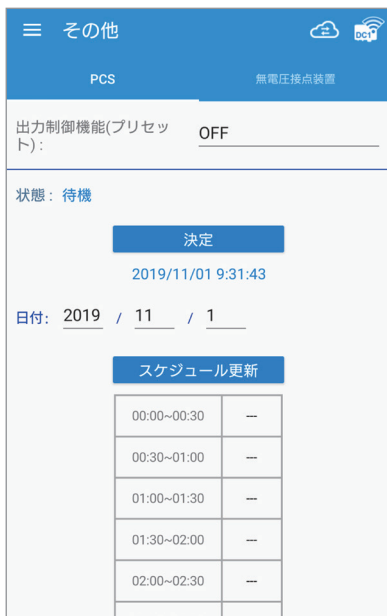 その他
DC1
PCS
無電圧接点装置
出力制御機能(プリセッ
ト) :
OFF
状態 : 待機
決定
2019/11/01 9:31:43
日付: 2019 / 11 / 1
スケジュール更新
00:00~00:30 ---
00:30~01:00 ---
01:00~01:30 ---
01:30~02:00 ---
02:00~02:30 ---